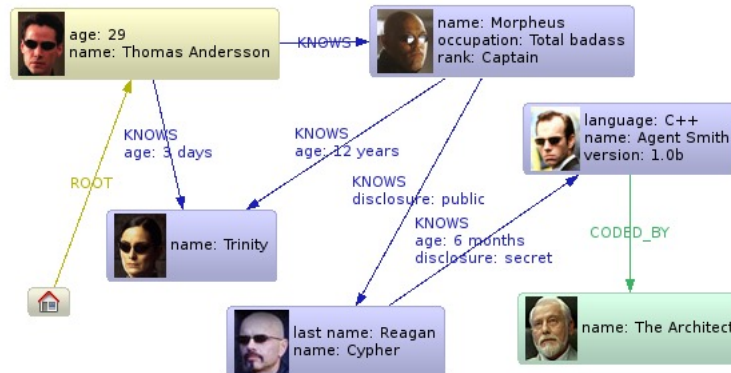 age: 29
name: Thomas Andersson
KNOWS
name: Morpheus
occupation: Total badass
rank: Captain
language: C++
name: Agent Smith
version: 1.0b
KNOWS
age: 3 days
KNOWS
age: 12 years
ROOT
KNOWS
disclosure: public
KNOWS
age: 6 months
disclosure: secret
CODED_BY
name: Trinity
last name: Reagan
name: Cypher
name: The Architect